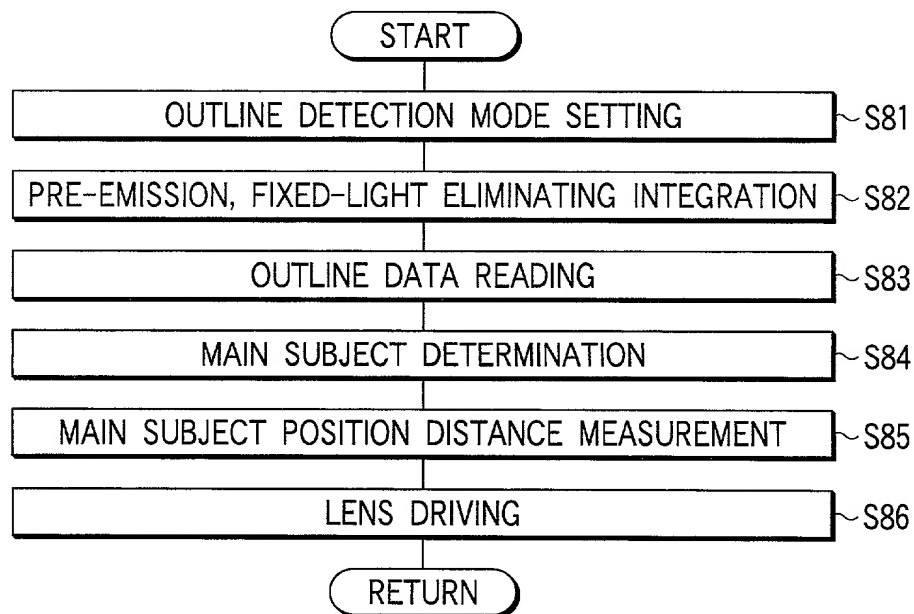 START
OUTLINE DETECTION MODE SETTING ~S81
PRE-EMISSION, FIXED-LIGHT ELIMINATING INTEGRATION ~S82
OUTLINE DATA READING ~S83
MAIN SUBJECT DETERMINATION ~S84
MAIN SUBJECT POSITION DISTANCE MEASUREMENT ~S85
LENS DRIVING ~S86
RETURN